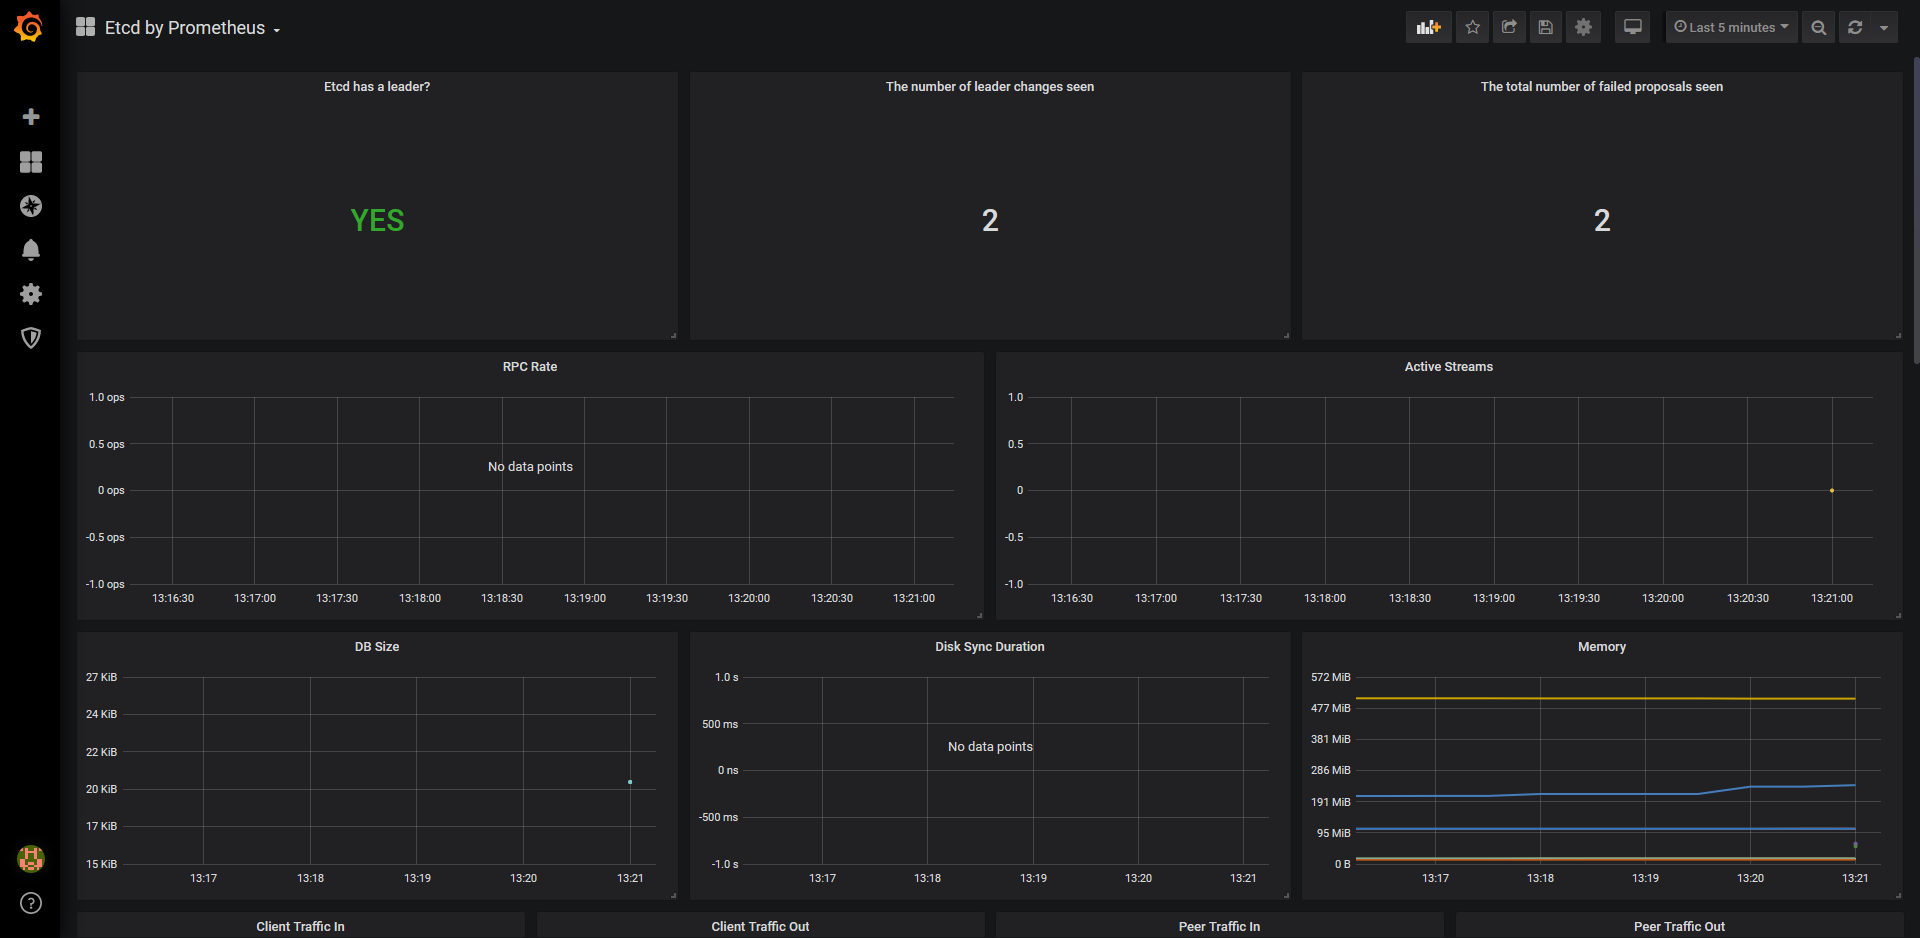 Etcd by Prometheus
Last 5 minutes
Etcd has a leader?
YES
The number of leader changes seen
2
The total number of failed proposals seen
2
RPC Rate
1.0 ops
0.5 ops
0 ops
-0.5 ops
-1.0 ops
No data points
13:16:30 13:17:00 13:17:30 13:18:00 13:18:30 13:19:00 13:19:30 13:20:00 13:20:30 13:21:00
Active Streams
1.0
0.5
0
-0.5
-1.0
13:16:30 13:17:00 13:17:30 13:18:00 13:18:30 13:19:00 13:19:30 13:20:00 13:20:30 13:21:00
DB Size
27 KiB
24 KiB
22 KiB
20 KiB
17 KiB
15 KiB
13:17 13:18 13:19 13:20 13:21
Disk Sync Duration
1.0 s
500 ms
No data points
0 ns
-500 ms
-1.0 s
13:17 13:18 13:19 13:20 13:21
Memory
572 MiB
477 MiB
381 MiB
286 MiB
191 MiB
95 MiB
0 B
13:17 13:18 13:19 13:20 13:21
Client Traffic In
Client Traffic Out
Peer Traffic In
Peer Traffic Out